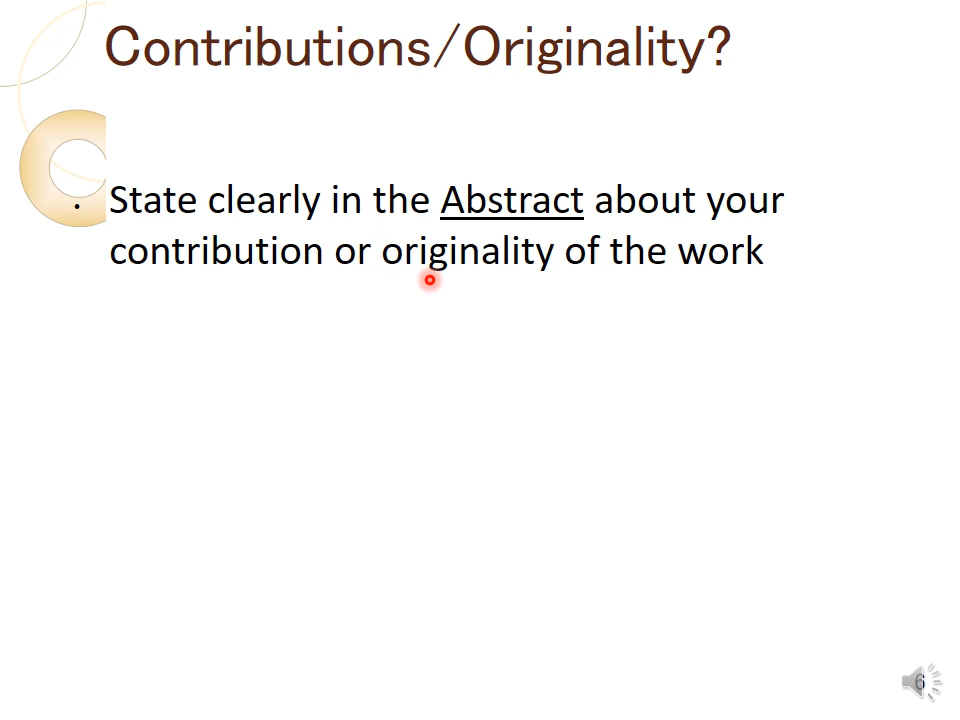 Contributions/Originality?
• State clearly in the Abstract about your
contribution or originality of the work
6